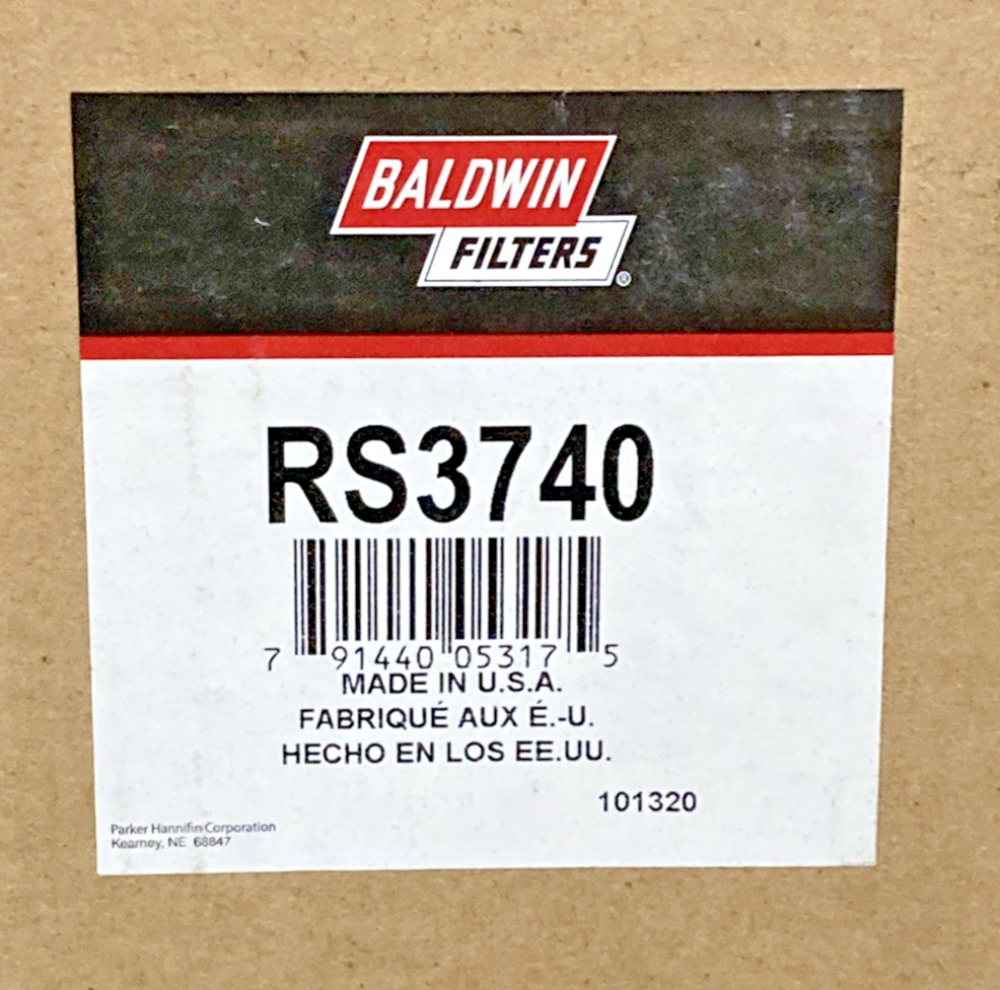 BALDWIN
FILTERS®
RS3740
7 91440 05317 5
MADE IN U.S.A.
FABRIQUÉ AUX É.-U.
HECHO EN LOS EE.UU.
101320
Parker Hannifin Corporation
Kearney, NE 68847